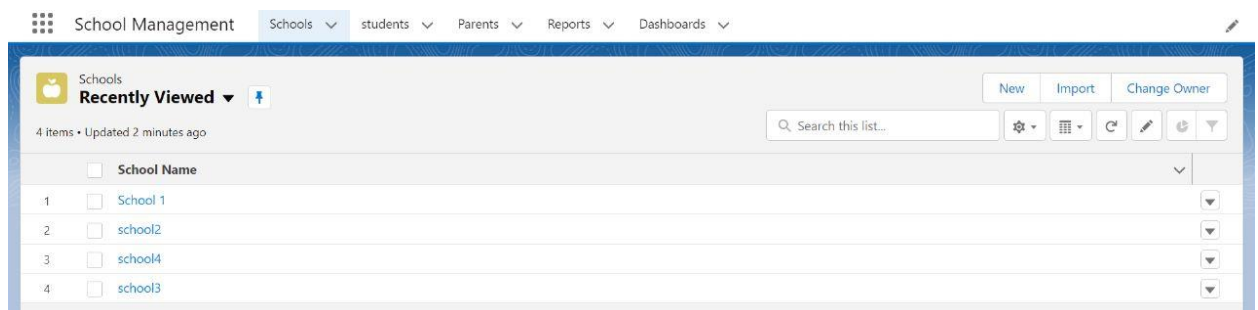 School Management Schools students Parents Reports Dashboards
Schools
Recently Viewed
New Import Change Owner
4 items • Updated 2 minutes ago
Search this list...
School Name
1 School 1
2 school2
3 school4
4 school3